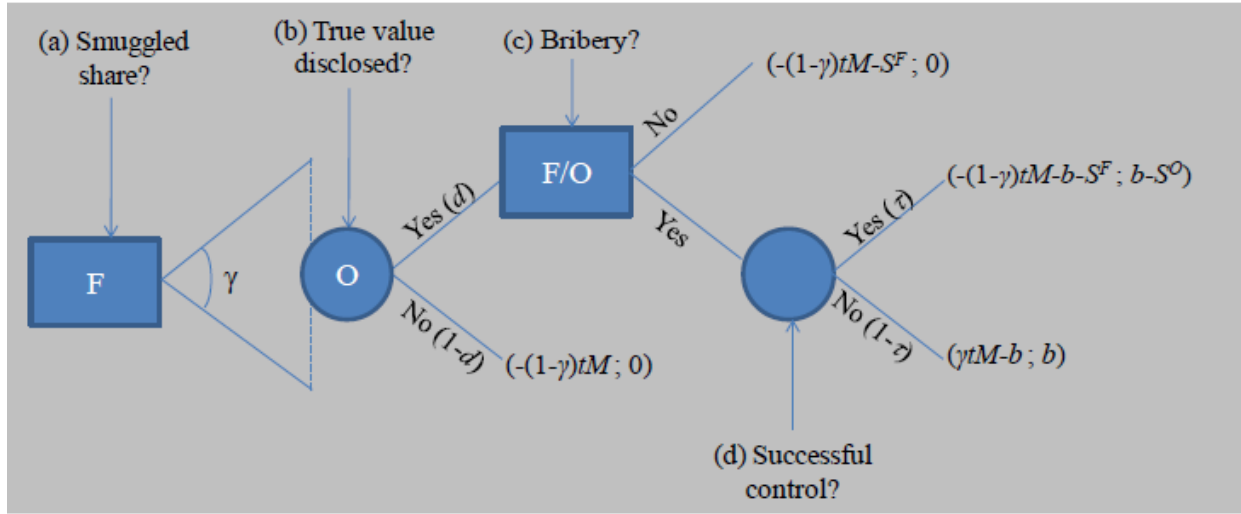 (a) Smuggled
share?
(b) True value
disclosed?
(c) Bribery?
(-(1-γ)tM-S^F ; 0)
No
F/O
Yes (d)
Yes
(-(1-γ)tM-b-S^F ; b-S^O)
Yes (τ)
F
γ
O
No (1-d)
(-(1-γ)tM ; 0)
No (1-τ)
(γtM-b ; b)
(d) Successful
control?